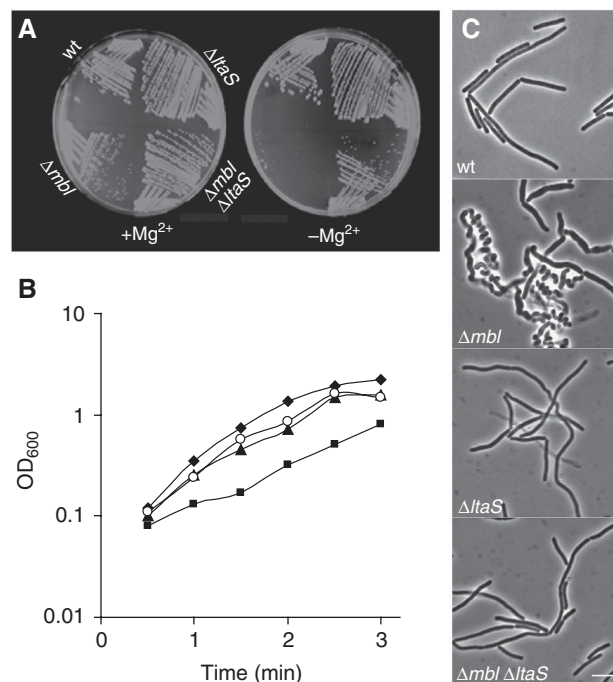 A
wt
ΔltaS
Δmbl
Δmbl
ΔltaS
+Mg2+
–Mg2+
B
10
1
0.1
0.01
OD600
0
1
2
3
Time (min)
C
wt
Δmbl
ΔltaS
Δmbl ΔltaS